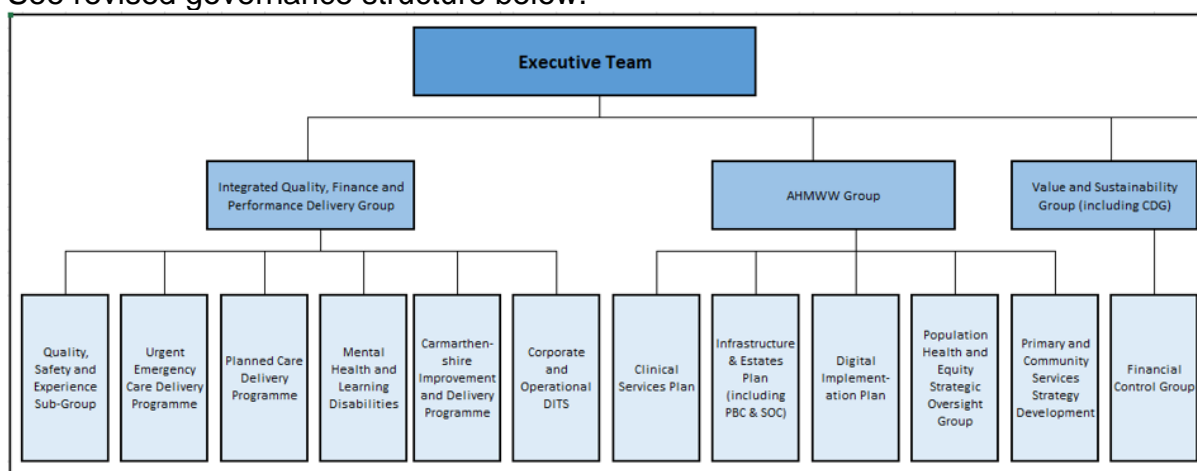 See revised governance structure below:
Executive Team
Integrated Quality, Finance and
Performance Delivery Group
AHMWW Group
Value and Sustainability
Group (including CDG)
Quality,
Safety and
Experience
Sub-Group
Urgent
Emergency
Care Delivery
Programme
Planned Care
Delivery
Programme
Mental
Health and
Learning
Disabilities
Carmarthen-
shire
Improvement
and Delivery
Programme
Corporate
and
Operational
DITS
Clinical
Services Plan
Infrastructure
& Estates
Plan
(including
PBC & SOC)
Digital
Implement-
ation Plan
Population
Health and
Equity
Strategic
Oversight
Group
Primary and
Community
Services
Strategy
Development
Financial
Control Group